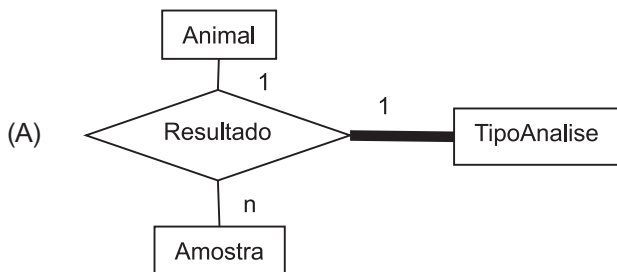 Animal
1
1
(A)
Resultado
TipoAnalise
n
Amostra